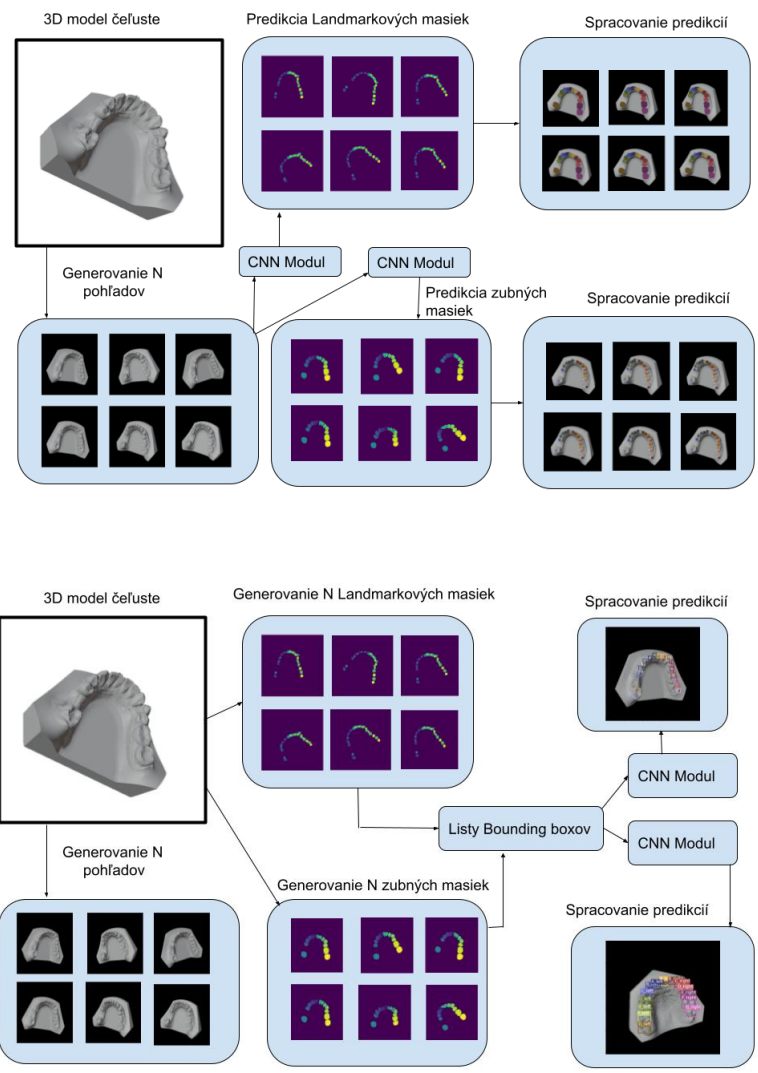 3D model čeľuste
Predikcia Landmarkových masiek
Spracovanie predikcií
CNN Modul
CNN Modul
Generovanie N
pohľadov
Predikcia zubných
masiek
Spracovanie predikcií
3D model čeľuste
Generovanie N Landmarkových masiek
Spracovanie predikcií
CNN Modul
Listy Bounding boxov
CNN Modul
Generovanie N
pohľadov
Generovanie N zubných masiek
Spracovanie predikcií